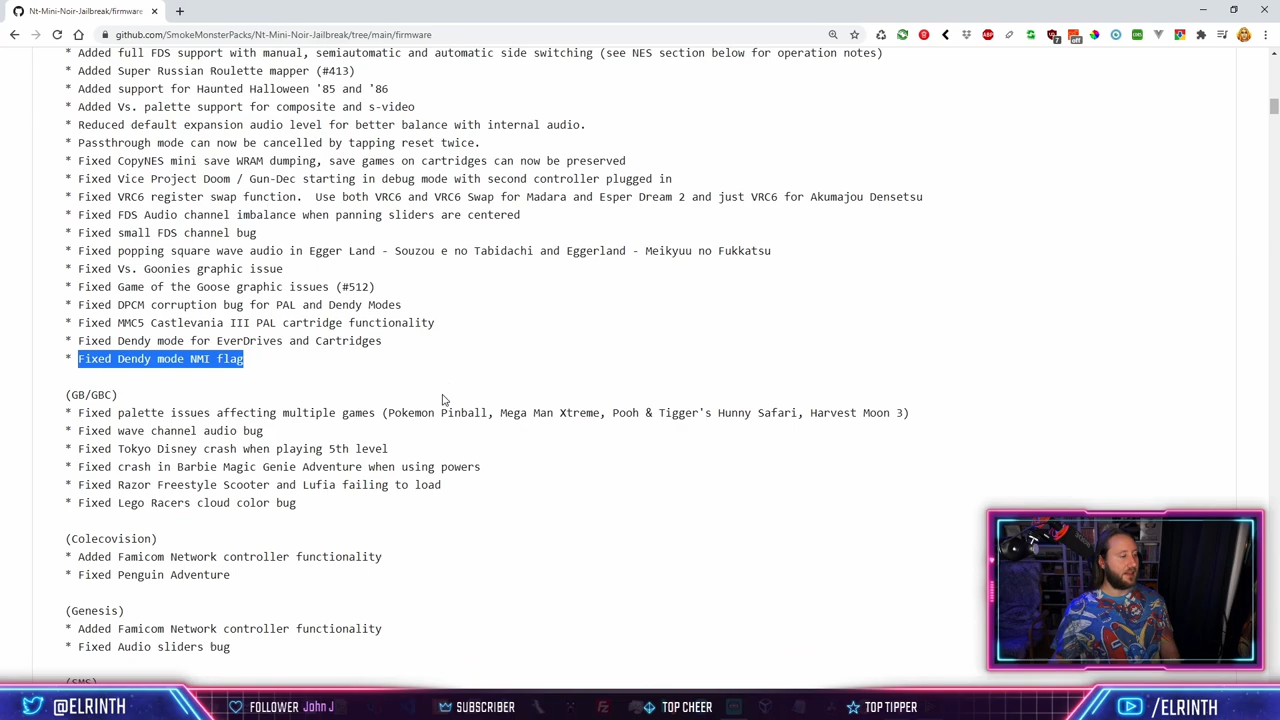 Nt-Mini-Noir-Jailbreak/firmware
github.com/SmokeMonsterPacks/Nt-Mini-Noir-Jailbreak/tree/main/firmware
* Added full FDS support with manual, semiautomatic and automatic side switching (see NES section below for operation notes)
* Added Super Russian Roulette mapper (#413)
* Added support for Haunted Halloween '85 and '86
* Added Vs. palette support for composite and s-video
* Reduced default expansion audio level for better balance with internal audio.
* Passthrough mode can now be cancelled by tapping reset twice.
* Fixed CopyNES mini save WRAM dumping, save games on cartridges can now be preserved
* Fixed Vice Project Doom / Gun-Dec starting in debug mode with second controller plugged in
* Fixed VRC6 register swap function.  Use both VRC6 and VRC6 Swap for Madara and Esper Dream 2 and just VRC6 for Akumajou Densetsu
* Fixed FDS Audio channel imbalance when panning sliders are centered
* Fixed small FDS channel bug
* Fixed popping square wave audio in Egger Land - Souzou e no Tabidachi and Eggerland - Meikyuu no Fukkatsu
* Fixed Vs. Goonies graphic issue
* Fixed Game of the Goose graphic issues (#512)
* Fixed DPCM corruption bug for PAL and Dendy Modes
* Fixed MMC5 Castlevania III PAL cartridge functionality
* Fixed Dendy mode for EverDrives and Cartridges
* Fixed Dendy mode NMI flag
(GB/GBC)
* Fixed palette issues affecting multiple games (Pokemon Pinball, Mega Man Xtreme, Pooh & Tigger's Hunny Safari, Harvest Moon 3)
* Fixed wave channel audio bug
* Fixed Tokyo Disney crash when playing 5th level
* Fixed crash in Barbie Magic Genie Adventure when using powers
* Fixed Razor Freestyle Scooter and Lufia failing to load
* Fixed Lego Racers cloud color bug
(Colecovision)
* Added Famicom Network controller functionality
* Fixed Penguin Adventure
(Genesis)
* Added Famicom Network controller functionality
* Fixed Audio sliders bug
(SMS)
@ELRINTH
FOLLOWER John J
SUBSCRIBER
TOP CHEER
TOP TIPPER
/ELRINTH